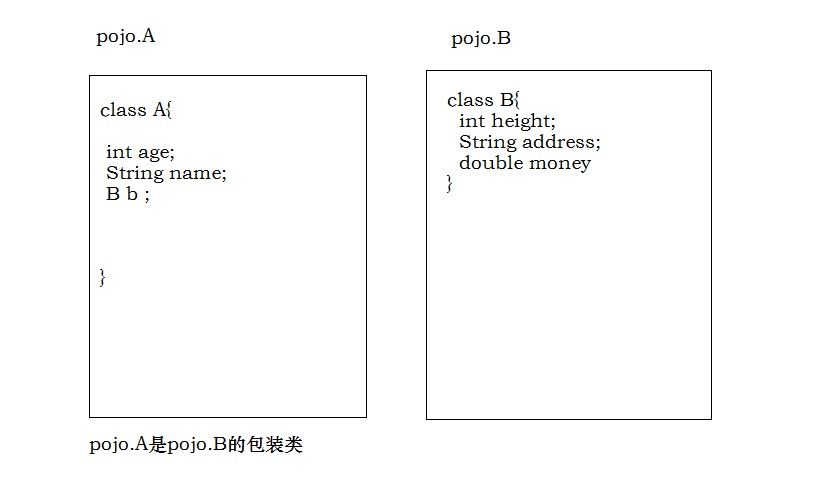 pojo.A
class A{
int age;
String name;
B b ;
}
pojo.B
class B{
int height;
String address;
double money
}
pojo.A是pojo.B的包装类